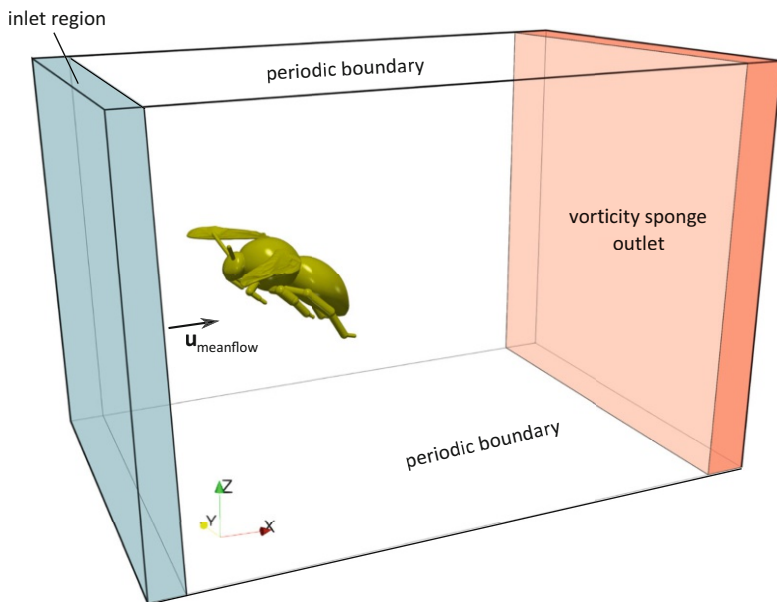 inlet region
periodic boundary
vorticity sponge
outlet
u meanflow
periodic boundary
Z
Y
X